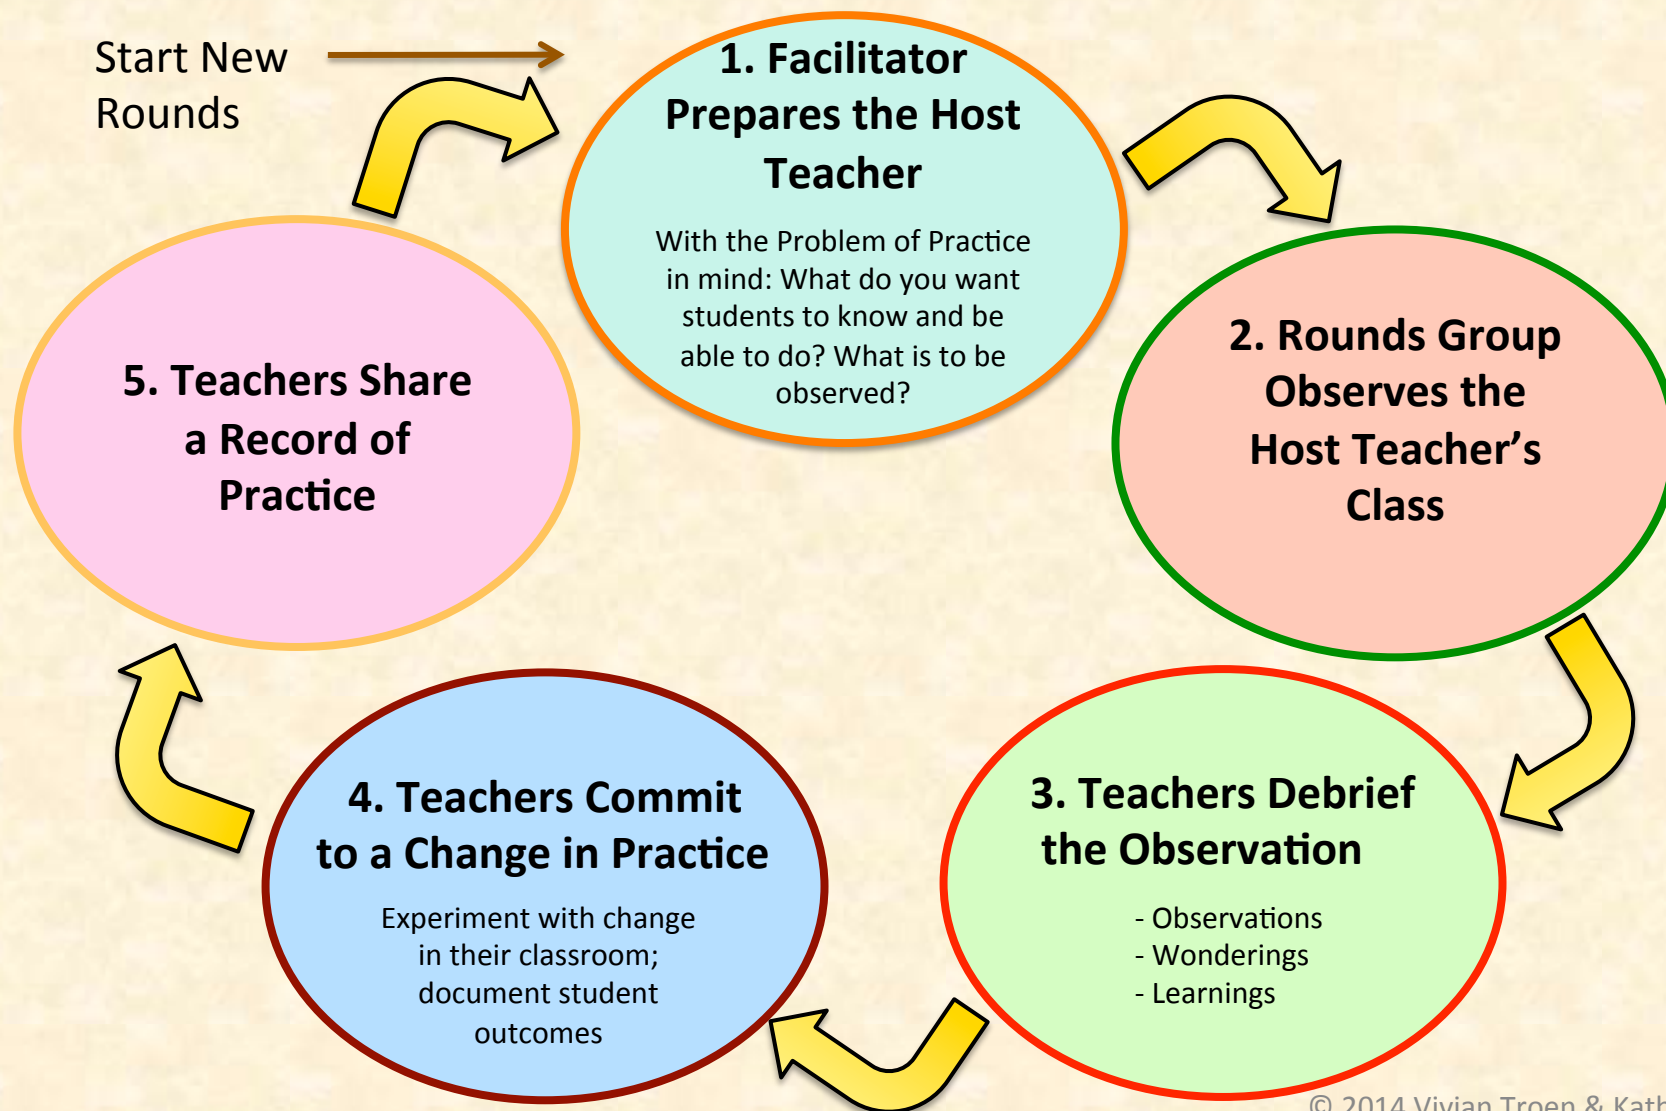 Start New
Rounds
1. Facilitator
Prepares the Host
Teacher
With the Problem of Practice
in mind: What do you want
students to know and be
able to do? What is to be
observed?
2. Rounds Group
Observes the
Host Teacher’s
Class
3. Teachers Debrief
the Observation
- Observations
- Wonderings
- Learnings
4. Teachers Commit
to a Change in Practice
Experiment with change
in their classroom;
document student
outcomes
5. Teachers Share
a Record of
Practice
© 2014 Vivian Troen &